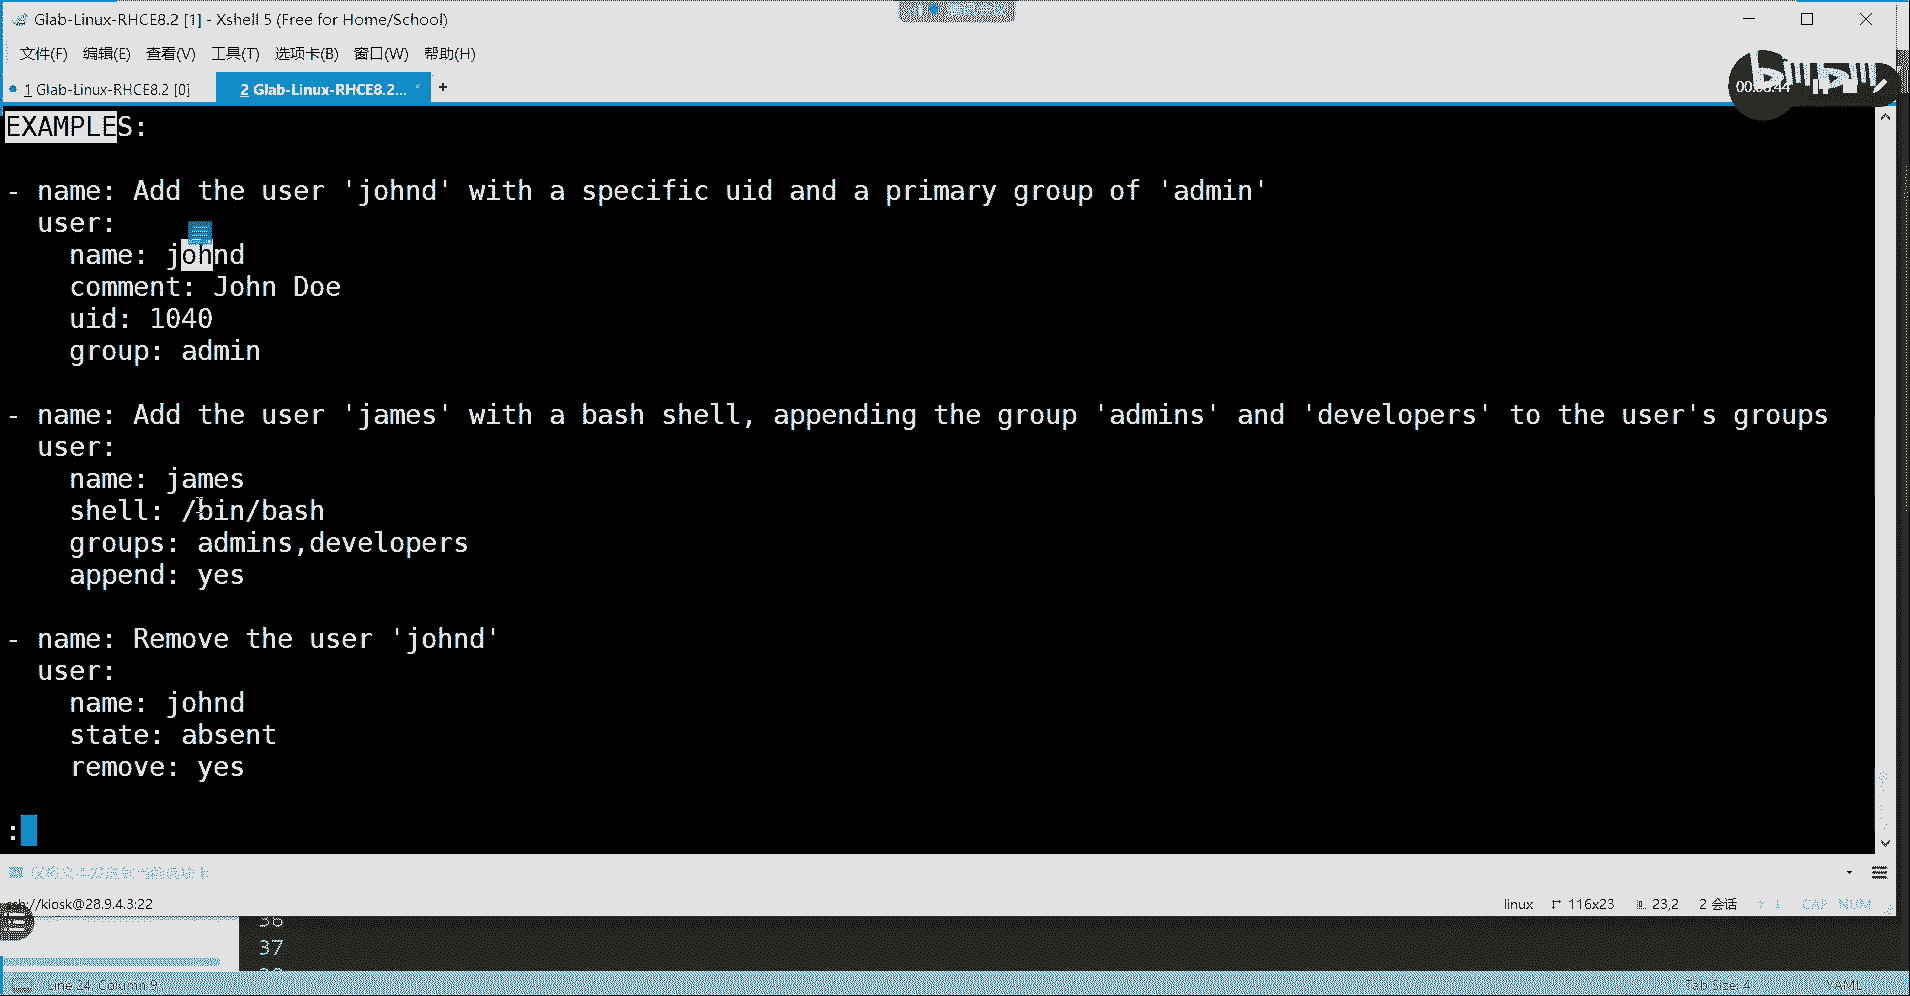 Glab-Linux-RHCE8.2 [1] - Xshell 5 (Free for Home/School)
文件(F) 编辑(E) 查看(V) 工具(T) 选项卡(B) 窗口(W) 帮助(H)
1 Glab-Linux-RHCE8.2 [0] 2 Glab-Linux-RHCE8.2... +
EXAMPLES:
- name: Add the user 'johnd' with a specific uid and a primary group of 'admin'
user:
name: johnd
comment: John Doe
uid: 1040
group: admin
- name: Add the user 'james' with a bash shell, appending the group 'admins' and 'developers' to the user's groups
user:
name: james
shell: /bin/bash
groups: admins,developers
append: yes
- name: Remove the user 'johnd'
user:
name: johnd
state: absent
remove: yes
:
ssh://kiosk@28.9.4.3:22 linux 116x23 23,2 2 会话 CAP NUM
36
37
Line 24, Column 9 Tab Size: 4 YAML